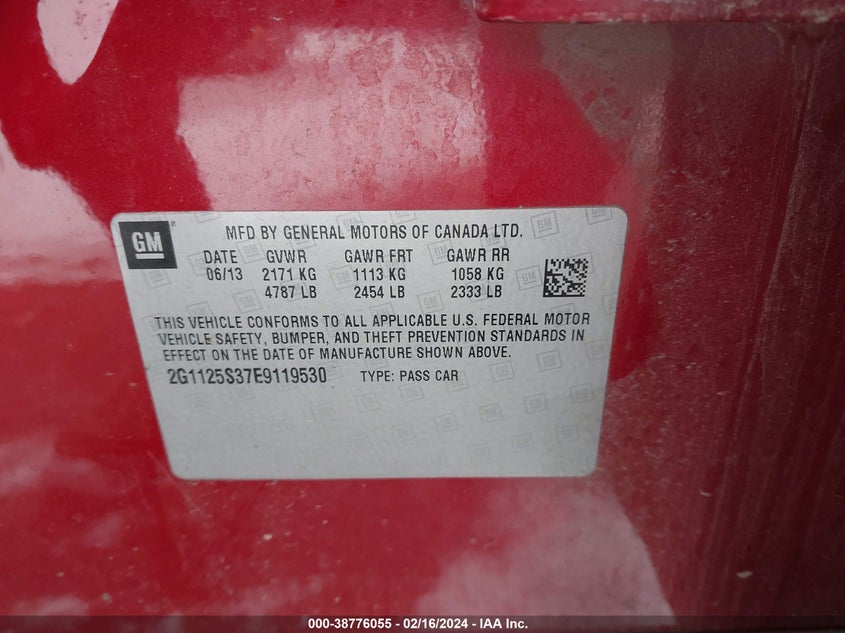 GM
MFD BY GENERAL MOTORS OF CANADA LTD.
DATE GVWR GAWR FRT GAWR RR
06/13 2171 KG 1113 KG 1058 KG
4787 LB 2454 LB 2333 LB
THIS VEHICLE CONFORMS TO ALL APPLICABLE U.S. FEDERAL MOTOR
VEHICLE SAFETY, BUMPER, AND THEFT PREVENTION STANDARDS IN
EFFECT ON THE DATE OF MANUFACTURE SHOWN ABOVE.
2G1125S37E9119530 TYPE: PASS CAR
000-38776055 - 02/16/2024 - IAA Inc.